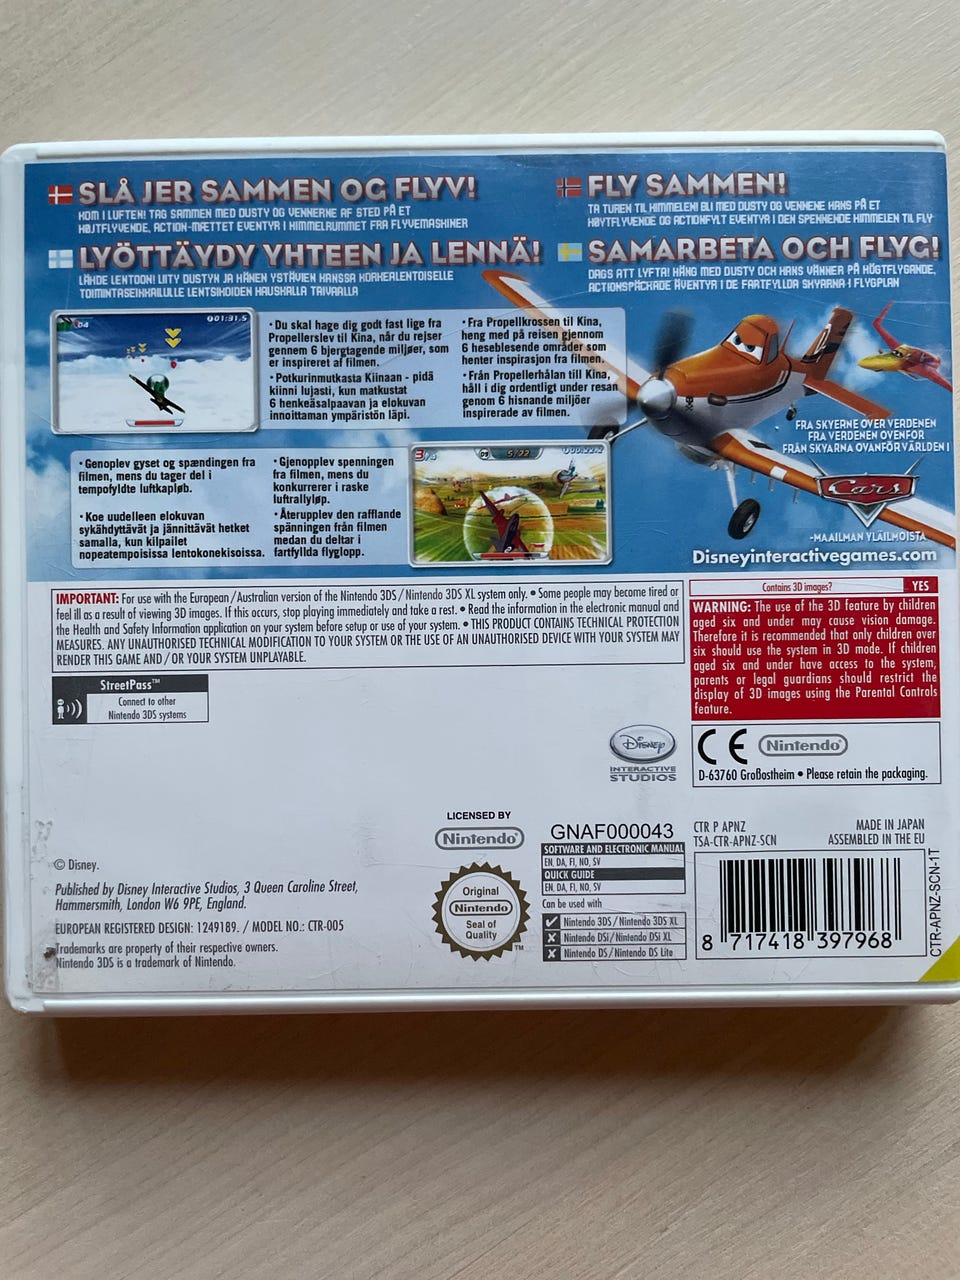 SLÅ JER SAMMEN OG FLYV!
KOM I LUFTEN! TAG SAMMEN MED DUSTY OG VENNERNE AF STED PÅ ET
HØJTFLYVENDE, ACTION-MÆTTET EVENTYR I HIMMELRUMMET FRA FLYVEMASKINER
FLY SAMMEN!
TA TUREN TIL HIMMELEN! BLI MED DUSTY OG VENNENE HANS PÅ ET
HØYTFLYVENDE OG ACTIONFYLT EVENTYR I DEN SPENNENDE HIMMELEN TIL FLY
LYÖTTÄYDY YHTEEN JA LENNÄ!
LÄHDE LENTOON! LIITY DUSTYN JA HÄNEN YSTÄVIEN KANSSA KORKEALENTOISELLE
TOIMINTASEIKKAILULLE LENTSIKOIDEN HAUSKALLA TAIVAALLA
SAMARBETA OCH FLYG!
DAGS ATT LYFTA! HÄNG MED DUSTY OCH HANS VÄNNER PÅ HÖGTFLYGANDE,
ACTIONSPÄCKADE ÄVENTYR I DE FARTFYLLDA SKYARNA I FLYGPLAN
04
01:31.5
• Du skal hage dig godt fast lige fra
Propellerslev til Kina, når du rejser
gennem 6 bjergtagende miljøer, som
er inspireret af filmen.
• Potkurinmutkasta Kiinaan - pidä
kiinni lujasti, kun matkustat
6 henkeäsalpaavan ja elokuvan
innoittaman ympäristön läpi.
• Fra Propellkrossen til Kina,
heng med på reisen gjennom
6 heseblesende områder som
henter inspirasjon fra filmen.
• Från Propellerhålan till Kina,
håll i dig ordentligt under resan
genom 6 hisnande miljöer
inspirerade av filmen.
FRA SKYERNE OVER VERDENEN
FRA VERDENEN OVENFOR
FRÅN SKYARNA OVANFÖR VÄRLDEN I
Cars
-MAAILMAN YLÄILMOISTA
Disneyinteractivegames.com
• Genoplev gyset og spændingen fra
filmen, mens du tager del i
tempofyldte luftkapløb.
• Koe uudelleen elokuvan
sykähdyttävät ja jännittävät hetket
samalla, kun kilpailet
nopeatempoisissa lentokonekisoissa.
• Gjenopplev spenningen
fra filmen, mens du
konkurrerer i raske
luftrallyløp.
• Återupplev den rafflande
spänningen från filmen
medan du deltar i
fartfyllda flyglopp.
5/22
IMPORTANT: For use with the European/Australian version of the Nintendo 3DS/Nintendo 3DS XL system only. • Some people may become tired or
feel ill as a result of viewing 3D images. If this occurs, stop playing immediately and take a rest. • Read the information in the electronic manual and
the Health and Safety Information application on your system before setup or use of your system. • THIS PRODUCT CONTAINS TECHNICAL PROTECTION
MEASURES. ANY UNAUTHORISED TECHNICAL MODIFICATION TO YOUR SYSTEM OR THE USE OF AN UNAUTHORISED DEVICE WITH YOUR SYSTEM MAY
RENDER THIS GAME AND/OR YOUR SYSTEM UNPLAYABLE.
Contains 3D images? YES
WARNING: The use of the 3D feature by children
aged six and under may cause vision damage.
Therefore it is recommended that only children over
six should use the system in 3D mode. If children
aged six and under have access to the system,
parents or legal guardians should restrict the
display of 3D images using the Parental Controls
feature.
StreetPass™
Connect to other
Nintendo 3DS systems
Disney
INTERACTIVE
STUDIOS
CE Nintendo
D-63760 Großostheim • Please retain the packaging.
LICENSED BY
Nintendo
Original
Nintendo
Seal of
Quality
TM
GNAF000043
SOFTWARE AND ELECTRONIC MANUAL
EN, DA, FI, NO, SV
QUICK GUIDE
EN, DA, FI, NO, SV
Can be used with
Nintendo 3DS/Nintendo 3DS XL
Nintendo DSi/Nintendo DSi XL
Nintendo DS/Nintendo DS Lite
CTR P APNZ
TSA-CTR-APNZ-SCN
MADE IN JAPAN
ASSEMBLED IN THE EU
8 717418 397968
CTR-APNZ-SCN-1T
© Disney.
Published by Disney Interactive Studios, 3 Queen Caroline Street,
Hammersmith, London W6 9PE, England.
EUROPEAN REGISTERED DESIGN: 1249189. / MODEL NO.: CTR-005
Trademarks are property of their respective owners.
Nintendo 3DS is a trademark of Nintendo.